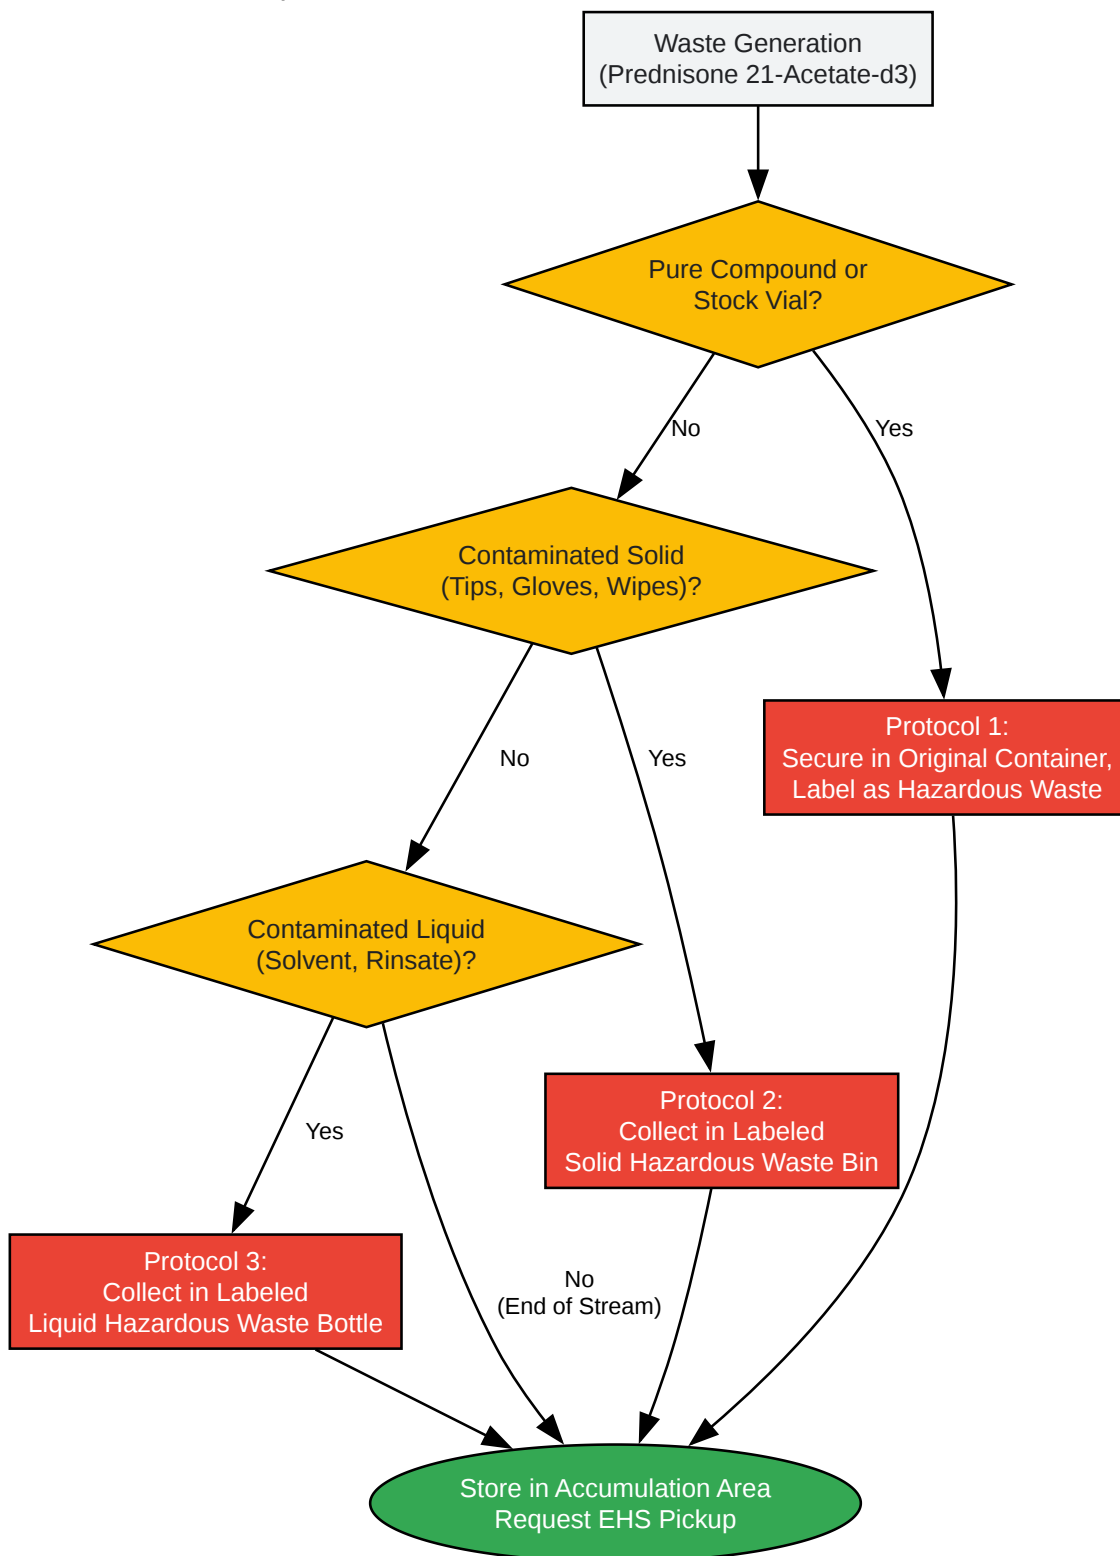 Waste Generation
(Prednisone 21-Acetate-d3)
Pure Compound or
Stock Vial?
No
Yes
Contaminated Solid
(Tips, Gloves, Wipes)?
No
Yes
Protocol 1:
Secure in Original Container,
Label as Hazardous Waste
Contaminated Liquid
(Solvent, Rinsate)?
Yes
Protocol 2:
Collect in Labeled
Solid Hazardous Waste Bin
Protocol 3:
Collect in Labeled
Liquid Hazardous Waste Bottle
No
(End of Stream)
Store in Accumulation Area
Request EHS Pickup